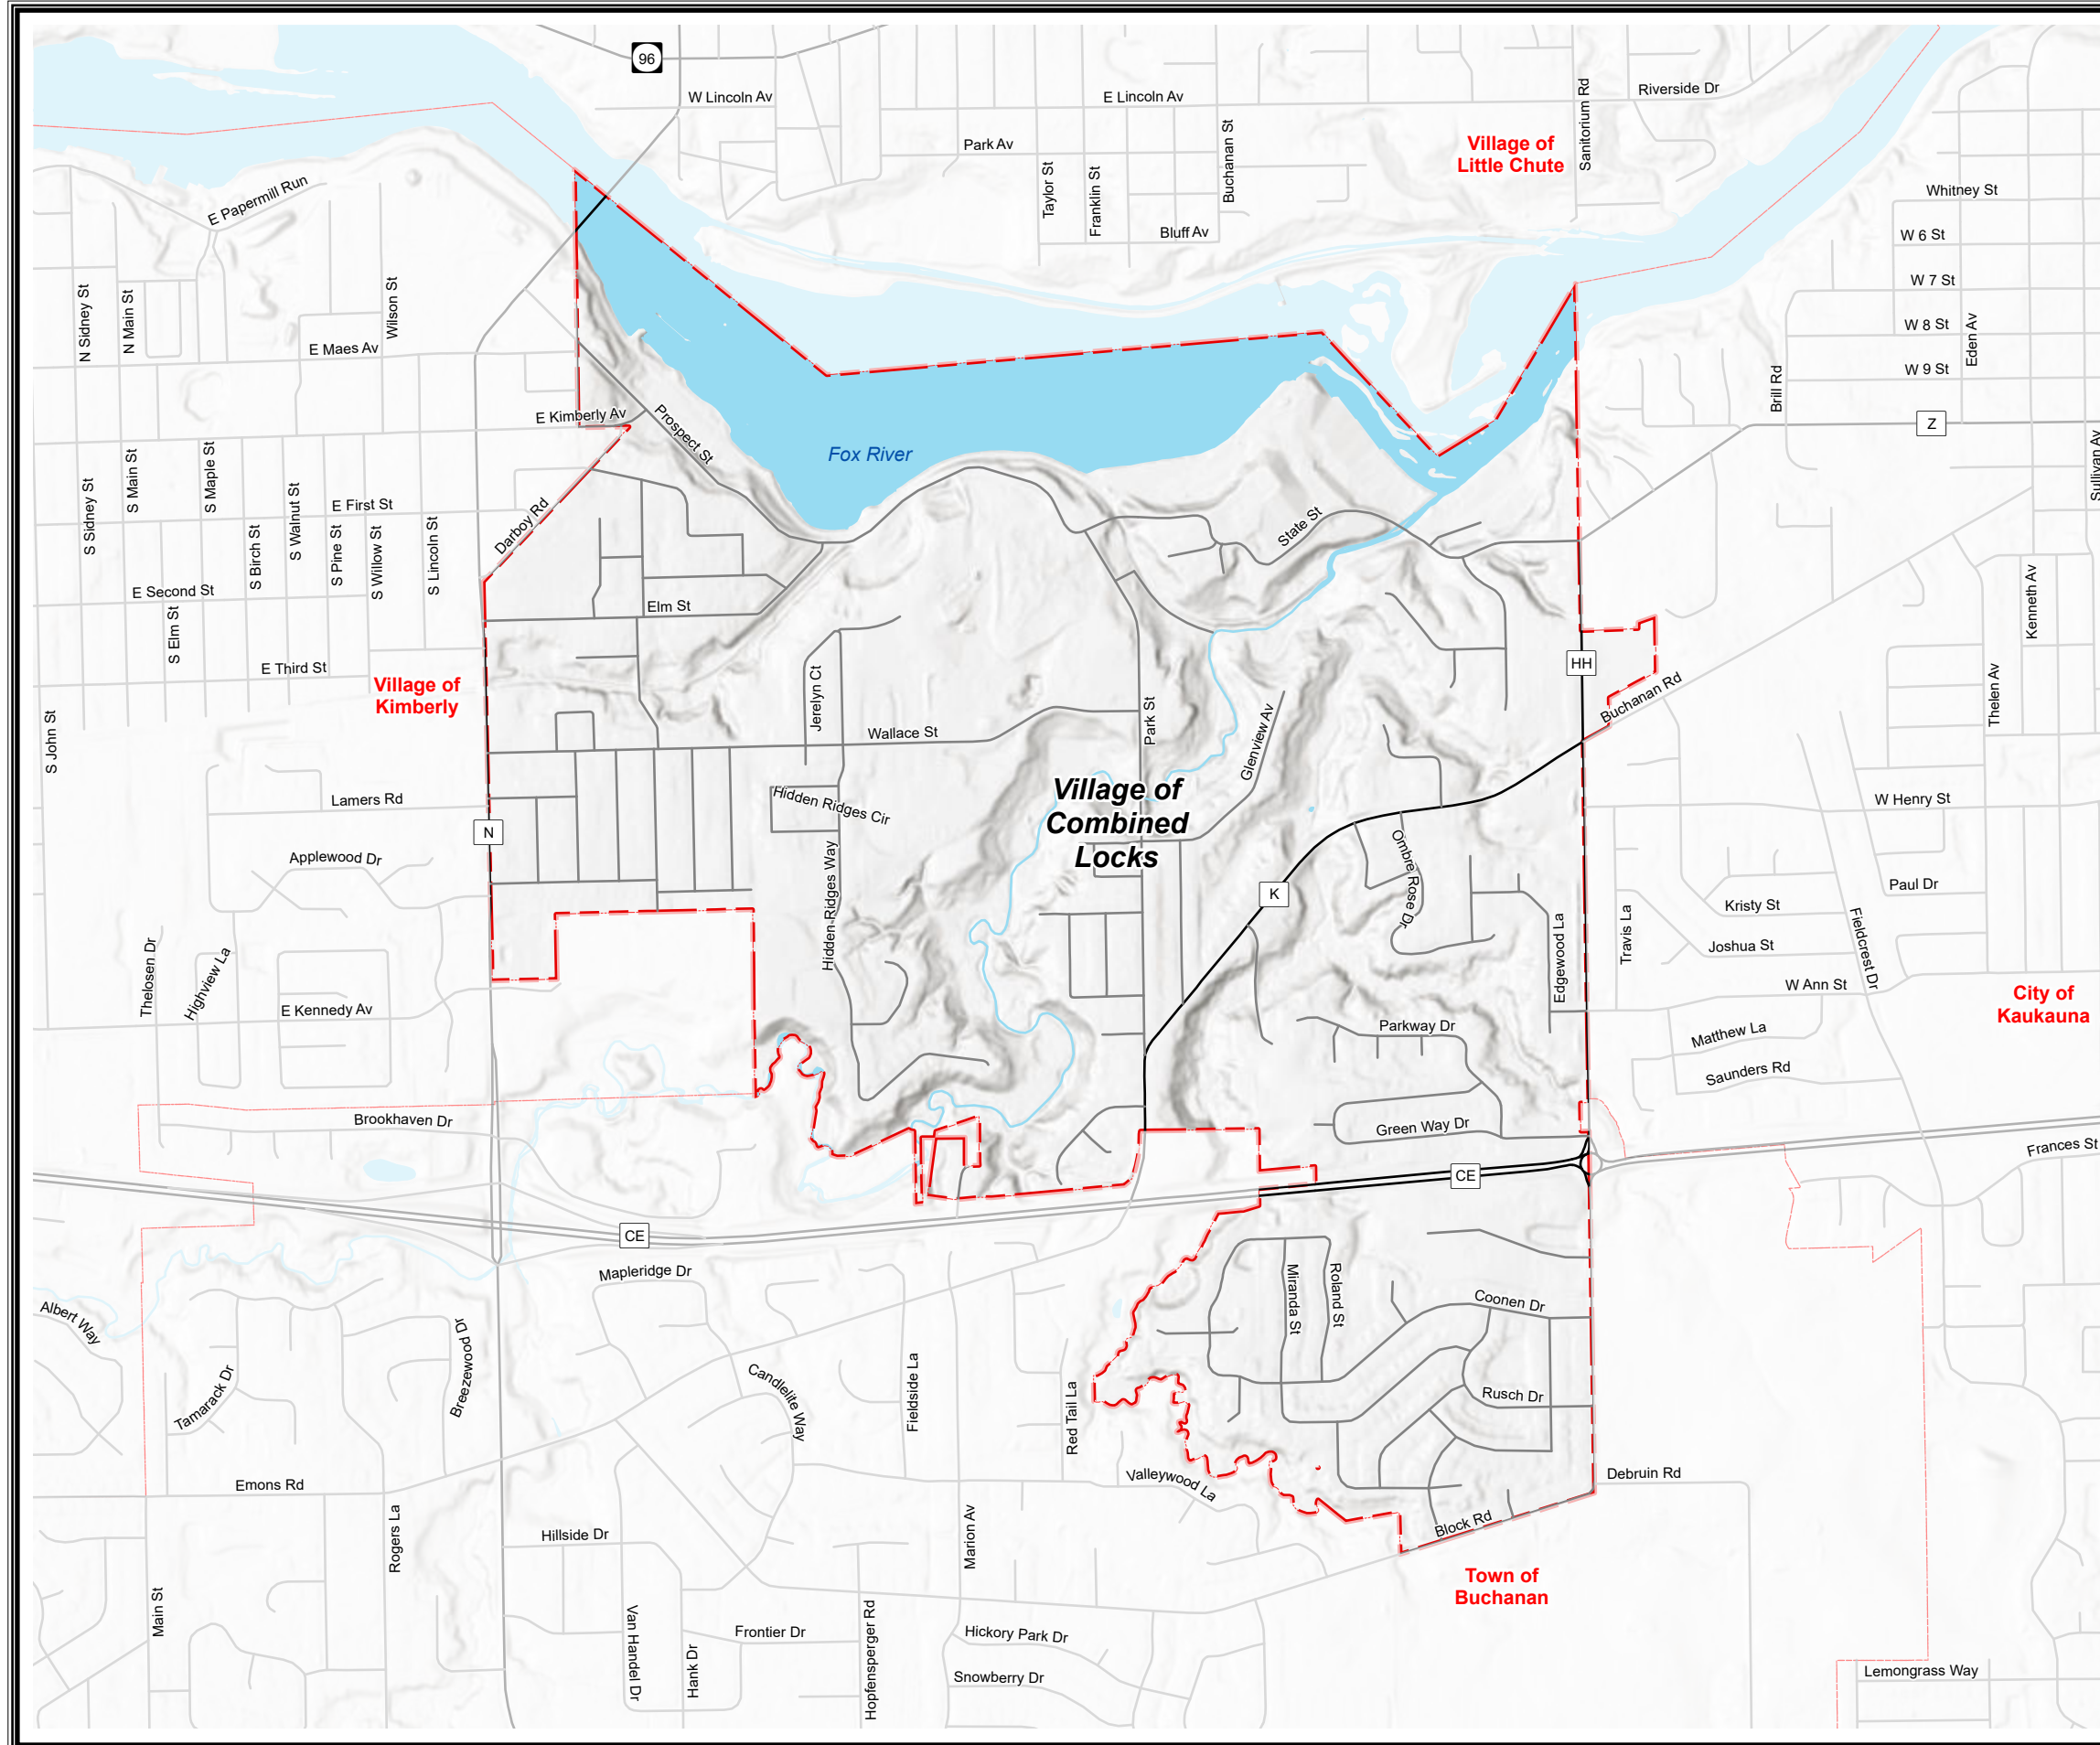 96
W Lincoln Av
E Lincoln Av
Riverside Dr
Sanitorium Rd
Village of
Little Chute
Park Av
Taylor St
Franklin St
Buchanan St
Bluff Av
Whitney St
W 6 St
W 7 St
W 8 St
W 9 St
Eden Av
Brill Rd
Z
Sullivan Av
E Papermill Run
N Sidney St
N Main St
Wilson St
E Maes Av
E Kimberly Av
Prospect St
Fox River
S Sidney St
S Main St
S Maple St
S Birch St
S Walnut St
S Pine St
S Willow St
S Lincoln St
E First St
Darboy Rd
State St
E Second St
S Elm St
Elm St
E Third St
Village of
Kimberly
S John St
Jerelyn Ct
Wallace St
Park St
Glenview Av
HH
Buchanan Rd
Kenneth Av
Thelen Av
Lamers Rd
N
Hidden Ridges Cir
Village of
Combined
Locks
W Henry St
Applewood Dr
Hidden Ridges Way
K
Ombre Rose Dr
Edgewood La
Travis La
Kristy St
Joshua St
Paul Dr
Fieldcrest Dr
Thelosen Dr
Highview La
E Kennedy Av
W Ann St
City of
Kaukauna
Parkway Dr
Matthew La
Saunders Rd
Brookhaven Dr
Green Way Dr
Frances St
CE
CE
Mapleridge Dr
Albert Way
Tamarack Dr
Breezewood Dr
Candlelite Way
Fieldside La
Red Tail La
Miranda St
Roland St
Coonen Dr
Rusch Dr
Emons Rd
Valleywood La
Debruin Rd
Block Rd
Rogers La
Hillside Dr
Marion Av
Town of
Buchanan
Main St
Van Handel Dr
Hank Dr
Frontier Dr
Hopfensperger Rd
Hickory Park Dr
Snowberry Dr
Lemongrass Way